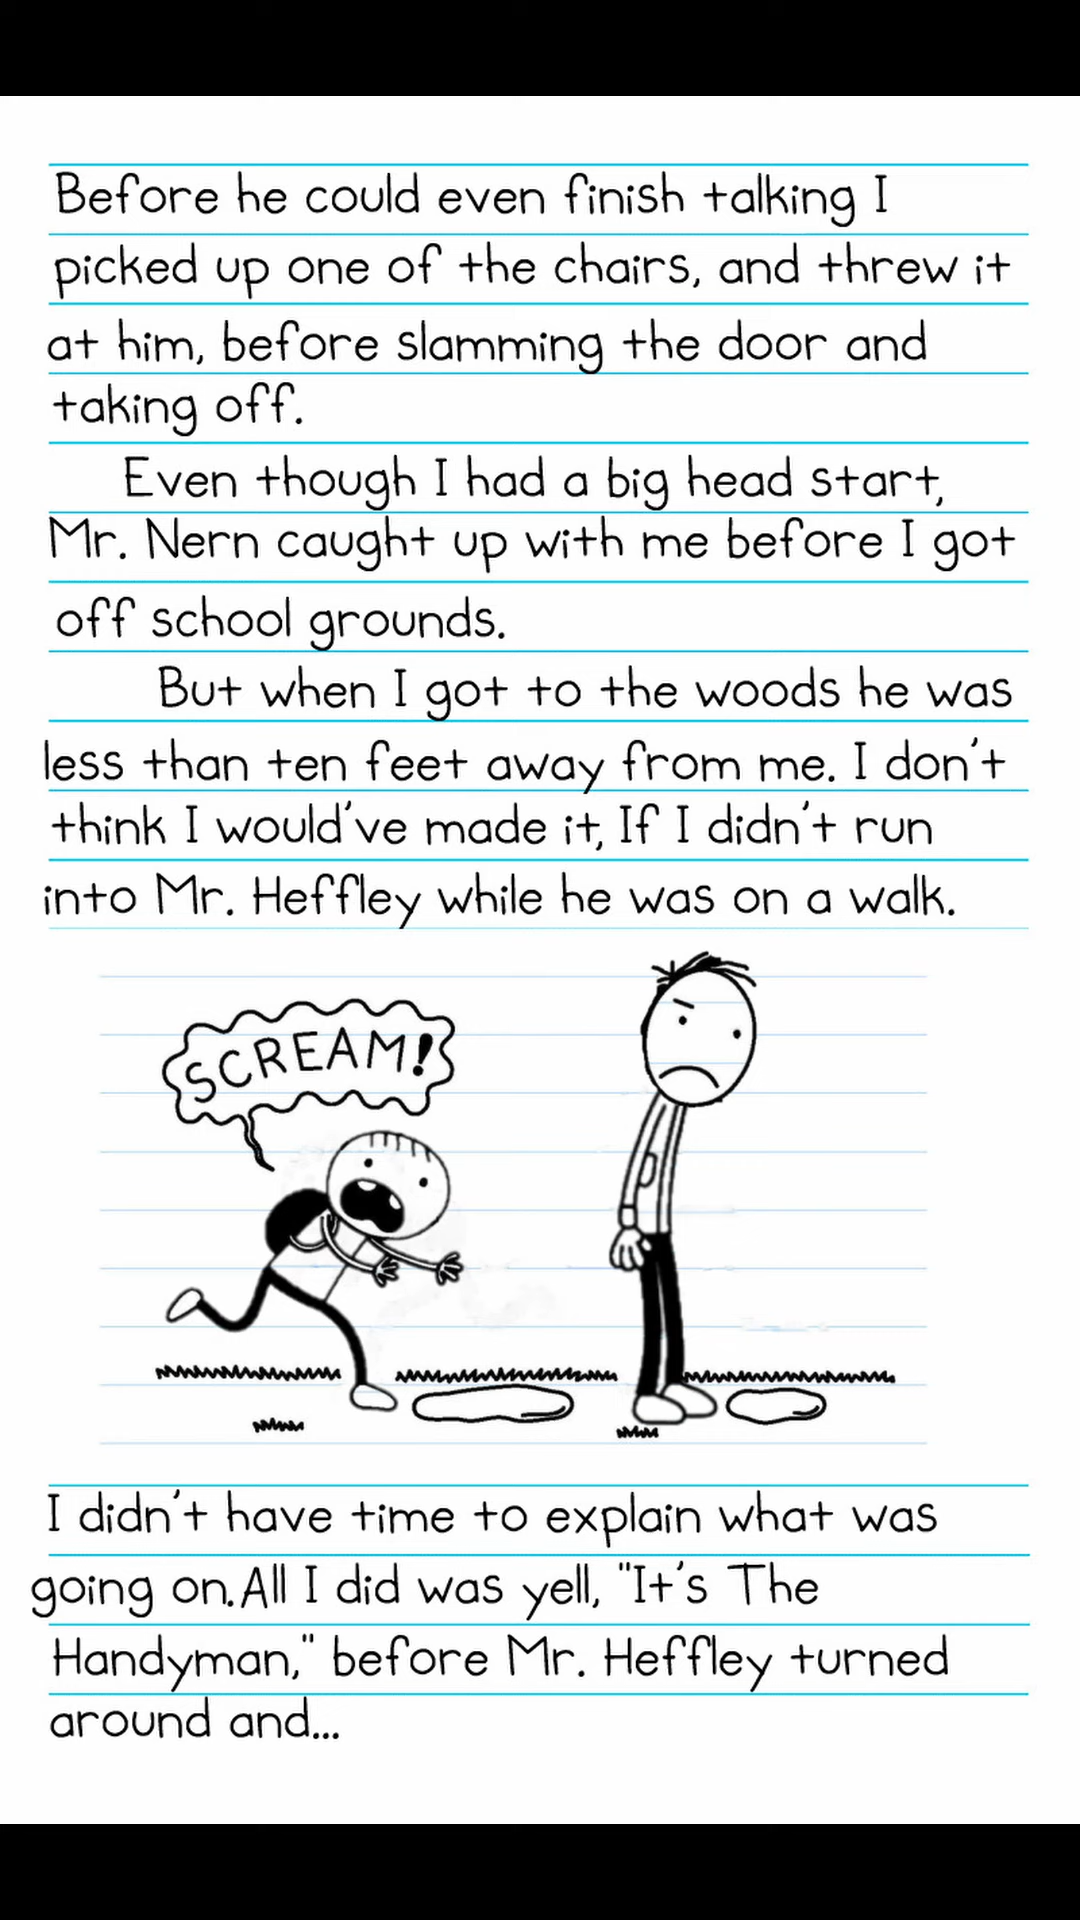 Before he could even finish talking I
picked up one of the chairs, and threw it
at him, before slamming the door and
taking off.
Even though I had a big head start,
Mr. Nern caught up with me before I got
off school grounds.
But when I got to the woods he was
less than ten feet away from me. I don't
think I would've made it, If I didn't run
into Mr. Heffley while he was on a walk.
SCREAM!
I didn't have time to explain what was
going on. All I did was yell, "It's The
Handyman," before Mr. Heffley turned
around and...